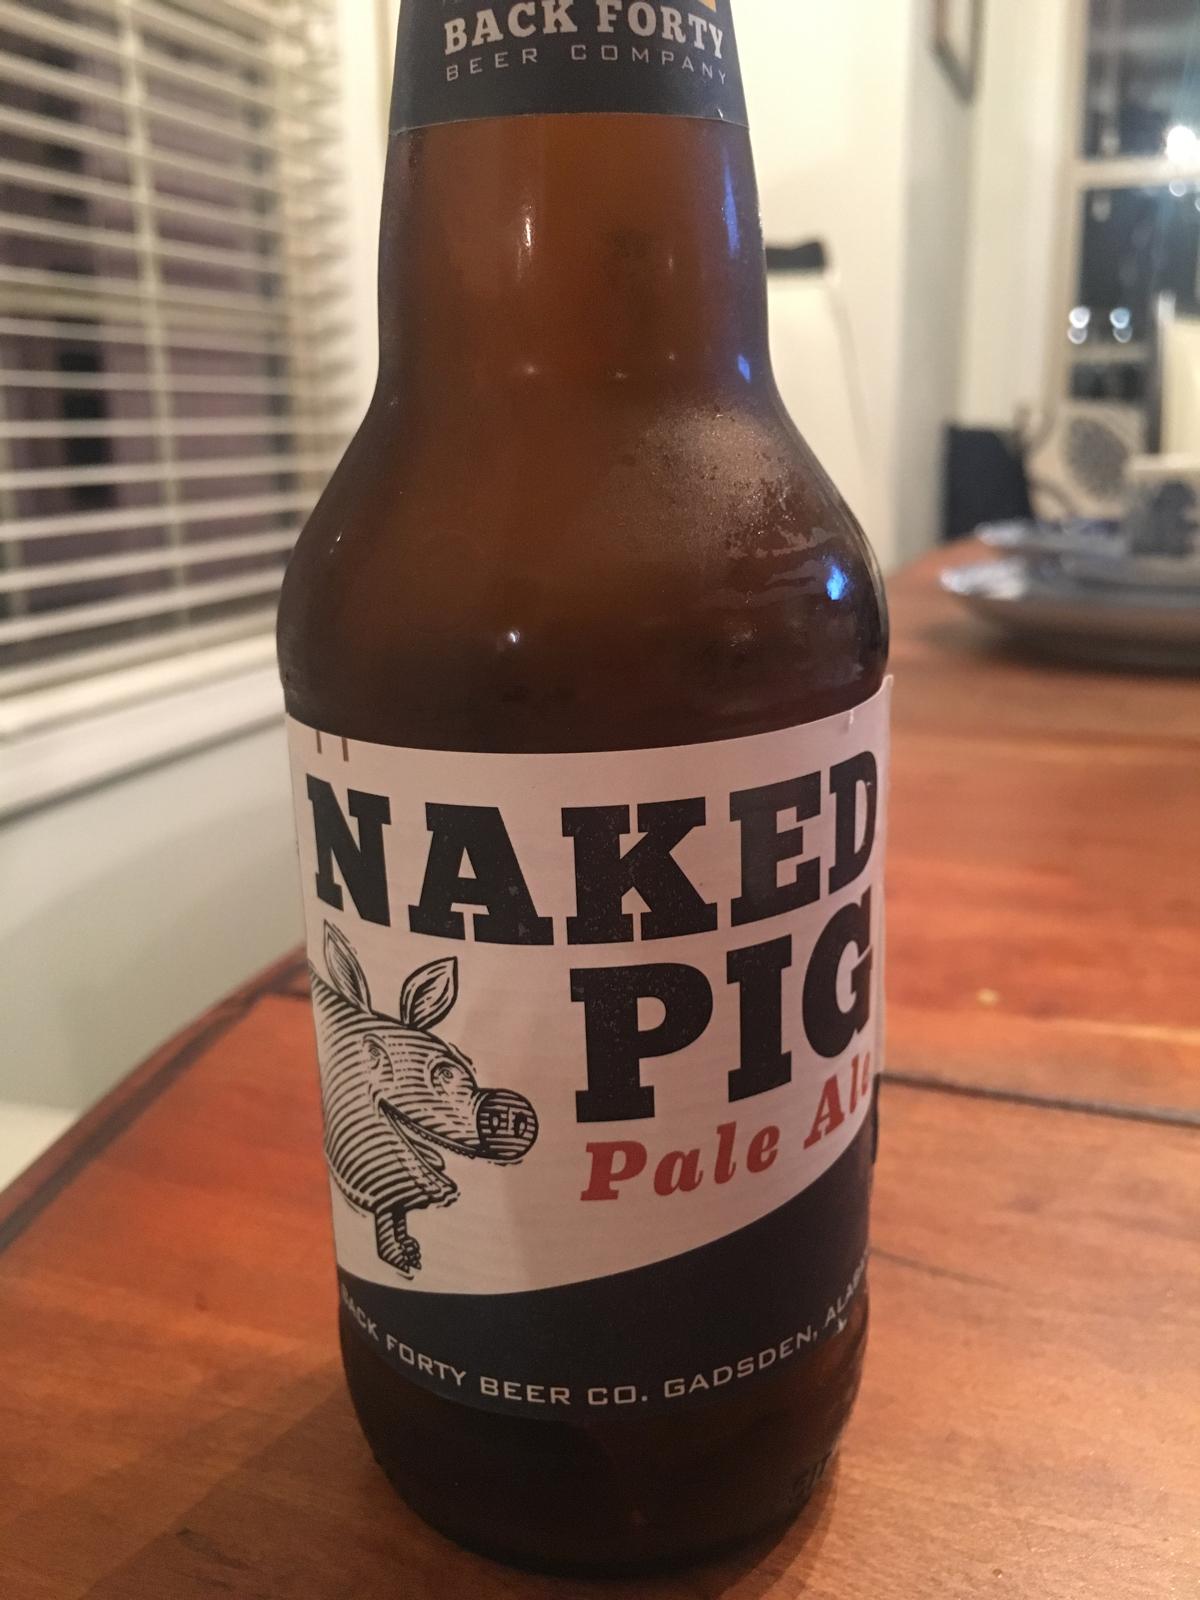 BACK FORTY
BEER COMPANY
NAKED
PIG
Pale Ale
BACK FORTY BEER CO. GADSDEN,